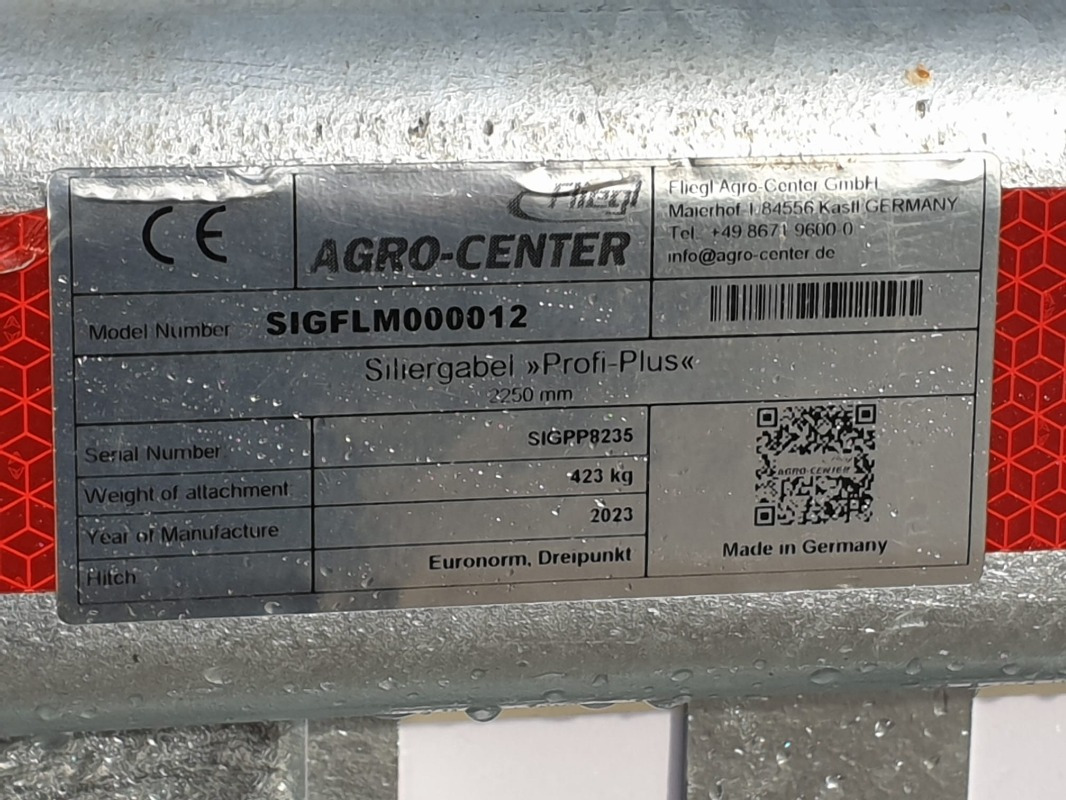 CE
Fliegl
AGRO-CENTER
Fliegl Agro-Center GmbH
Maierhof 1 84556 Kastl GERMANY
Tel. +49 8671 9600-0
info@agro-center.de
Model Number SIGFLM000012
Siliergabel »Profi-Plus«
2250 mm
Serial Number SIGPP8235
Weight of attachment 423 kg
Year of Manufacture 2023
Hitch Euronorm, Dreipunkt
Fliegl
AGRO-CENTER
Made in Germany